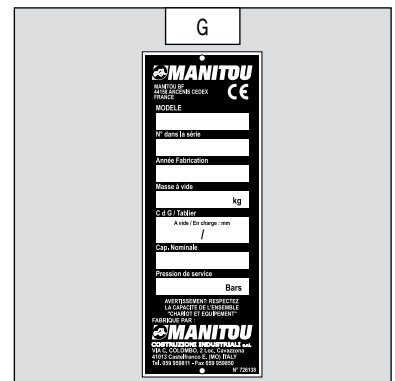 G
MANITOU
MANITOU BF
44158 ANCENIS CEDEX
FRANCE
CE
MODELE
N° dans la série
Année Fabrication
Masse à vide
kg
C d G / Tablier
A vide / En charge : mm
/
Cap. Nominale
Pression de service
Bars
AVERTISSEMENT: RESPECTEZ
LA CAPACITE DE L'ENSEMBLE
"CHARIOT ET EQUIPEMENT"
FABRIQUE PAR :
MANITOU
COSTRUZIONI INDUSTRIALI s.r.l.
VIA C, COLOMBO, 2 Loc, Cavazzona
41013 Castelfranco E. (MO) ITALY
Tel. 059 959811 - Fax 059 959850
N° 726138